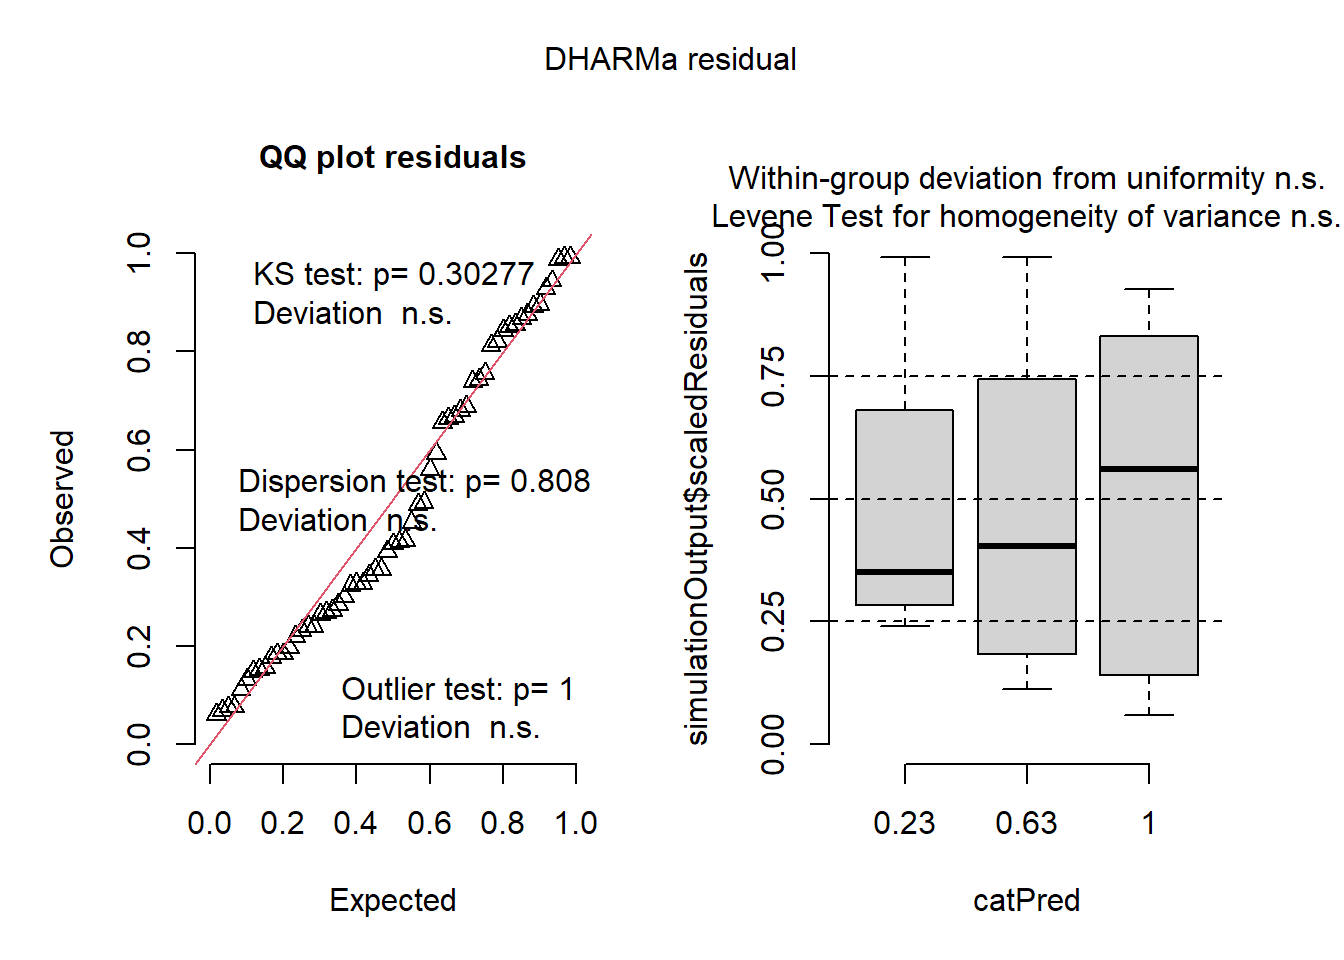 DHARMa residual
QQ plot residuals
KS test: p= 0.30277
Deviation  n.s.
Dispersion test: p= 0.808
Deviation  n.s.
Outlier test: p= 1
Deviation  n.s.
Observed
0.0 0.2 0.4 0.6 0.8 1.0
0.0 0.2 0.4 0.6 0.8 1.0
Expected
Within-group deviation from uniformity n.s.
Levene Test for homogeneity of variance n.s.
simulationOutput$scaledResiduals
0.00 0.25 0.50 0.75 1.00
0.23 0.63 1
catPred